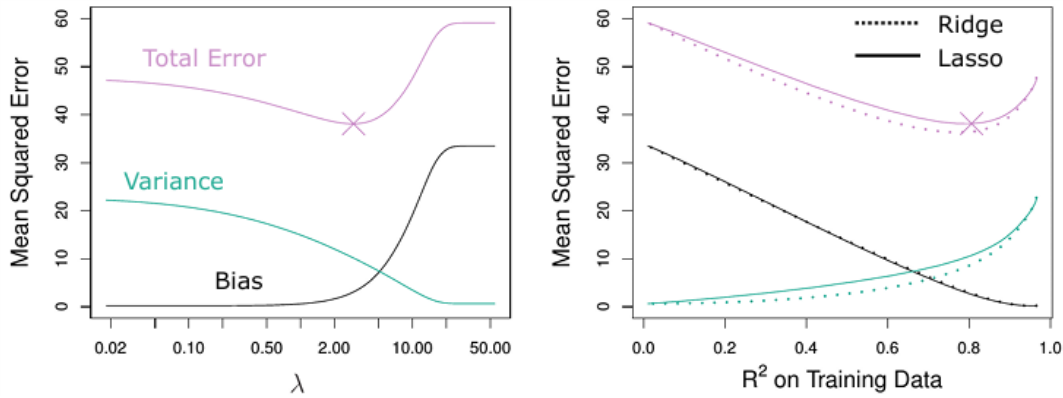 Mean Squared Error
60
50
40
30
20
10
0
Total Error
Variance
Bias
0.02 0.10 0.50 2.00 10.00 50.00
λ
Mean Squared Error
60
50
40
30
20
10
0
Ridge
Lasso
0.0 0.2 0.4 0.6 0.8 1.0
R² on Training Data